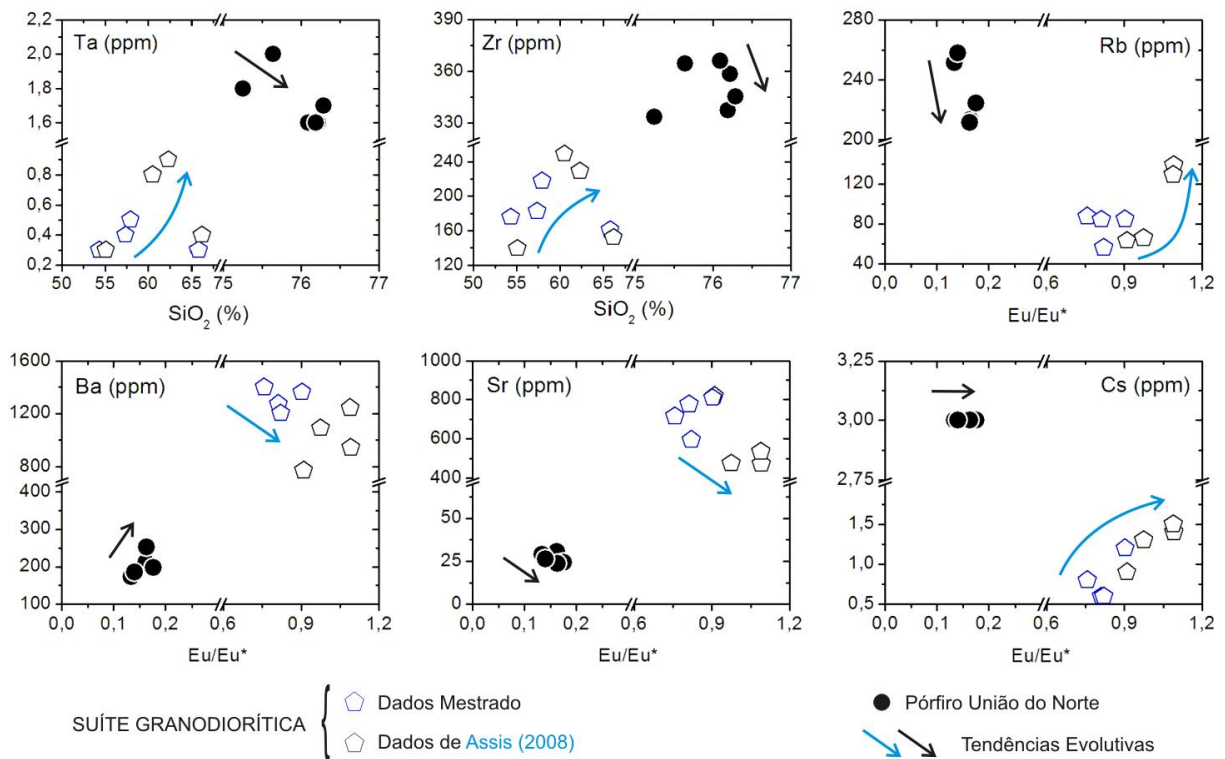 Ta (ppm)
2,2
2,0
1,8
1,6
0,8
0,6
0,4
0,2
50 55 60 65 75 76 77
SiO2 (%)
Zr (ppm)
390
360
330
240
200
160
120
50 55 60 65 75 76 77
SiO2 (%)
Rb (ppm)
280
260
240
220
200
160
120
80
40
0,0 0,1 0,2 0,6 0,9 1,2
Eu/Eu*
Ba (ppm)
1600
1200
800
400
300
200
100
0,0 0,1 0,2 0,6 0,9 1,2
Eu/Eu*
Sr (ppm)
1000
800
600
400
50
25
0
0,0 0,1 0,2 0,6 0,9 1,2
Eu/Eu*
Cs (ppm)
3,25
3,00
2,75
1,5
1,0
0,5
0,0 0,1 0,2 0,6 0,9 1,2
Eu/Eu*
SUÍTE GRANODIORÍTICA
Dados Mestrado
Dados de Assis (2008)
Pórfiro União do Norte
Tendências Evolutivas